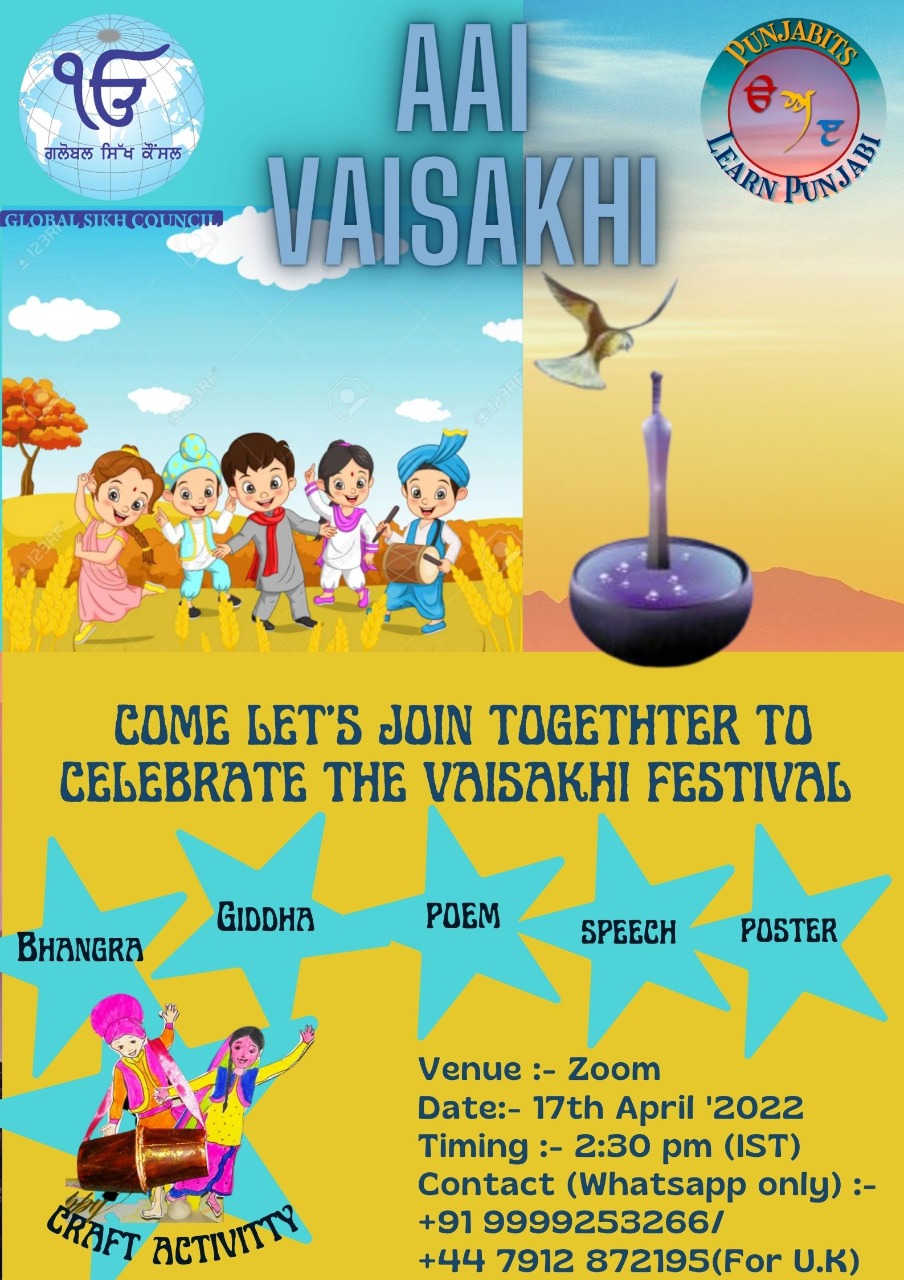 ੴ
ਗਲੋਬਲ ਸਿੱਖ ਕੌਂਸਲ
GLOBAL SIKH COUNCIL
AAI
VAISAKHI
PUNJABITS
ੳ ਅ ੲ
LEARN PUNJABI
123RF
COME LET'S JOIN TOGETHTER TO
CELEBRATE THE VAISAKHI FESTIVAL
BHANGRA
GIDDHA
POEM
SPEECH
POSTER
CRAFT ACTIVITTY
Venue :- Zoom
Date:- 17th April '2022
Timing :- 2:30 pm (IST)
Contact (Whatsapp only) :-
+91 9999253266/
+44 7912 872195(For U.K)